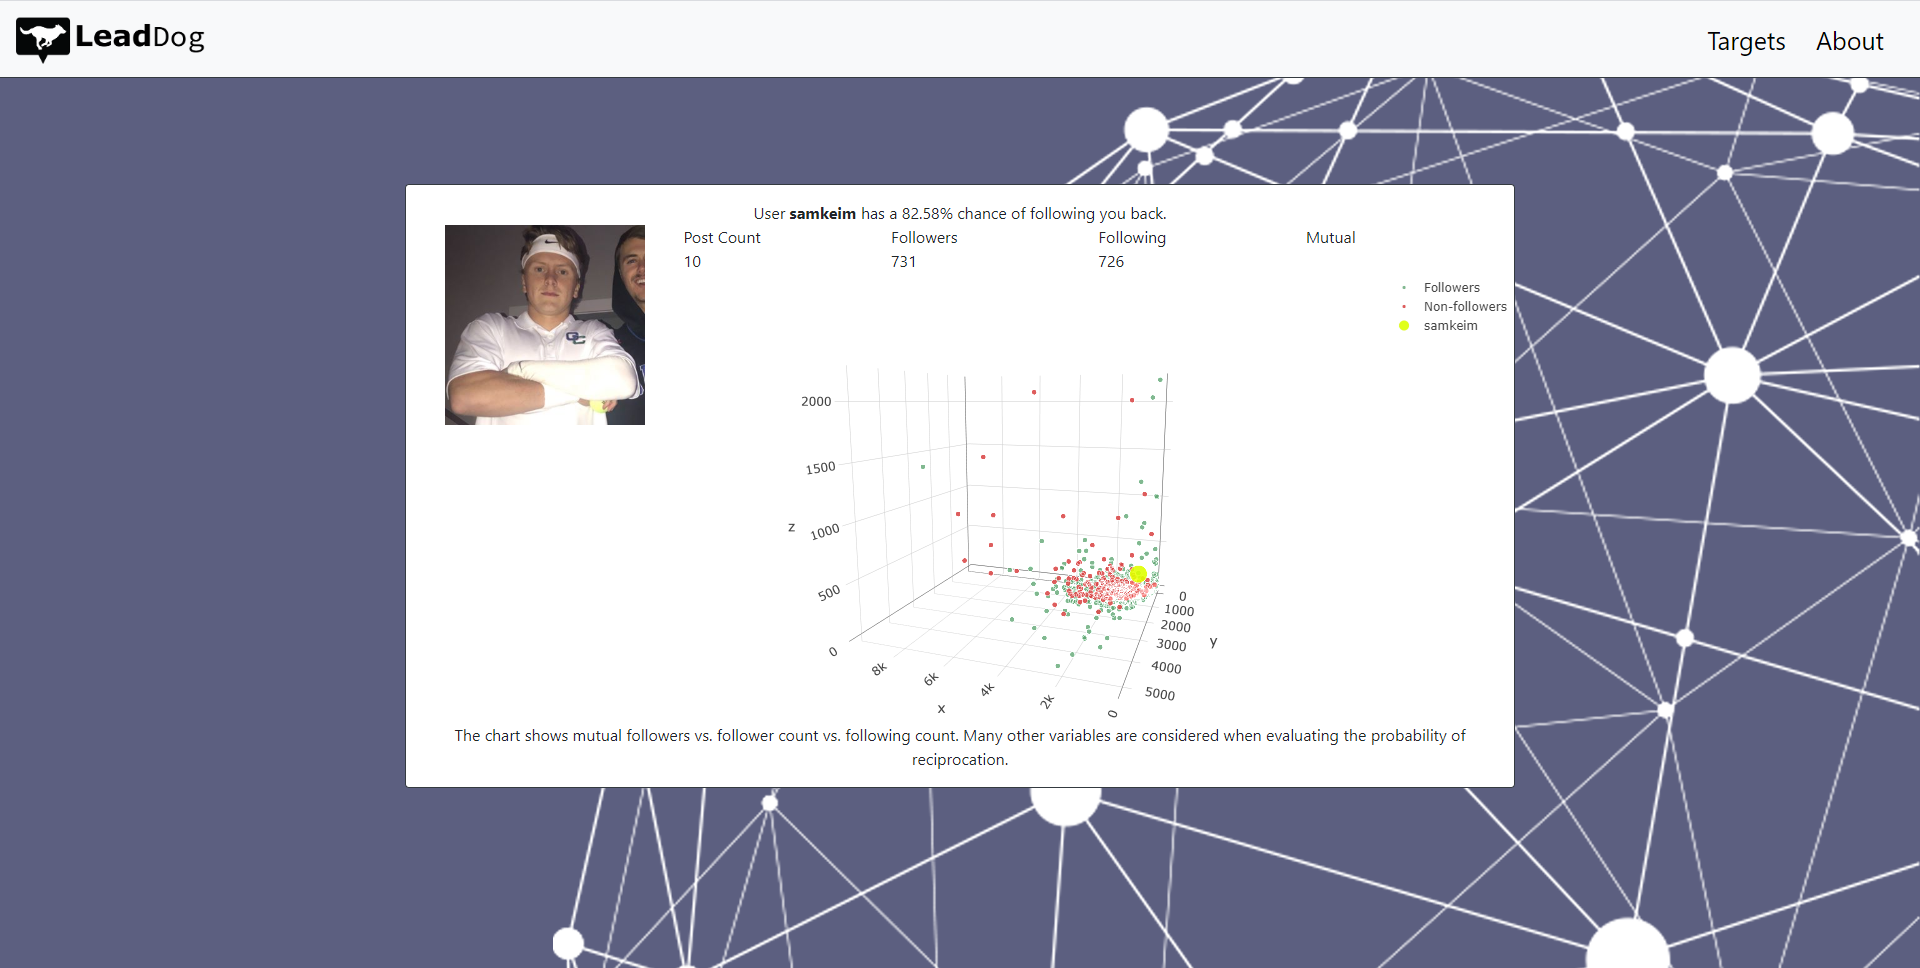 LeadDog
Targets About
User samkeim has a 82.58% chance of following you back.
Post Count Followers Following Mutual
10 731 726
Followers
Non-followers
samkeim
2000
1500
z
1000
500
0
8k
6k
4k
2k
0
x
0
1000
2000
3000
4000
5000
y
The chart shows mutual followers vs. follower count vs. following count. Many other variables are considered when evaluating the probability of
reciprocation.